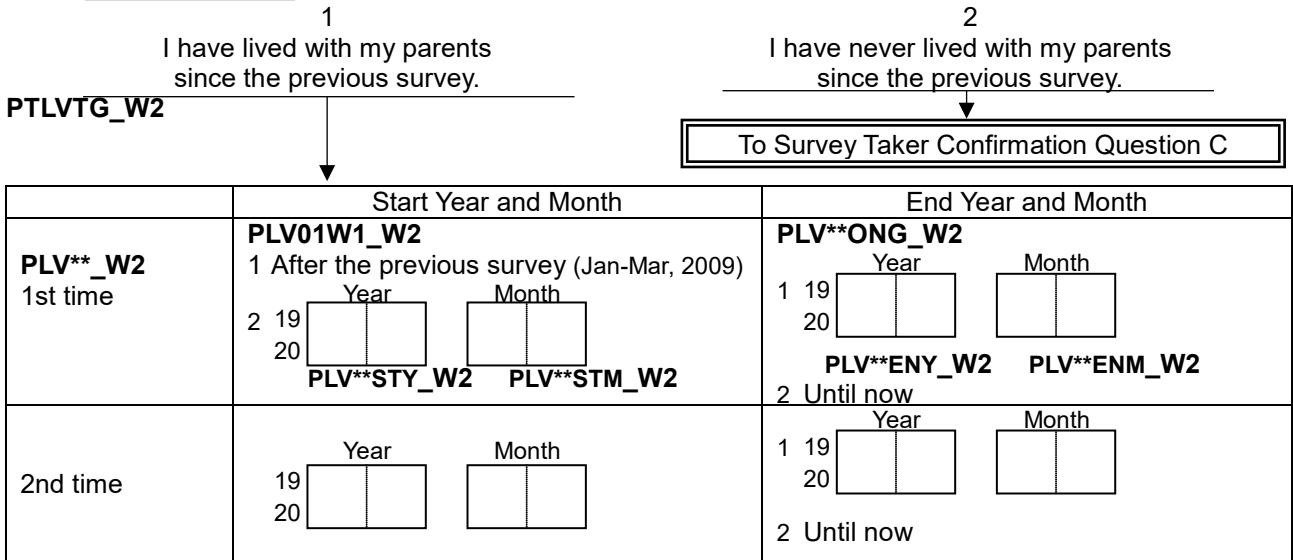 1
I have lived with my parents
since the previous survey.
2
I have never lived with my parents
since the previous survey.
PTLVTG_W2
To Survey Taker Confirmation Question C
Start Year and Month
End Year and Month
PLV**_W2
1st time
PLV01W1_W2
1 After the previous survey (Jan-Mar, 2009)
Year Month
2 19
20
PLV**STY_W2 PLV**STM_W2
PLV**ONG_W2
Year Month
1 19
20
PLV**ENY_W2 PLV**ENM_W2
2 Until now
2nd time
Year Month
19
20
Year Month
1 19
20
2 Until now